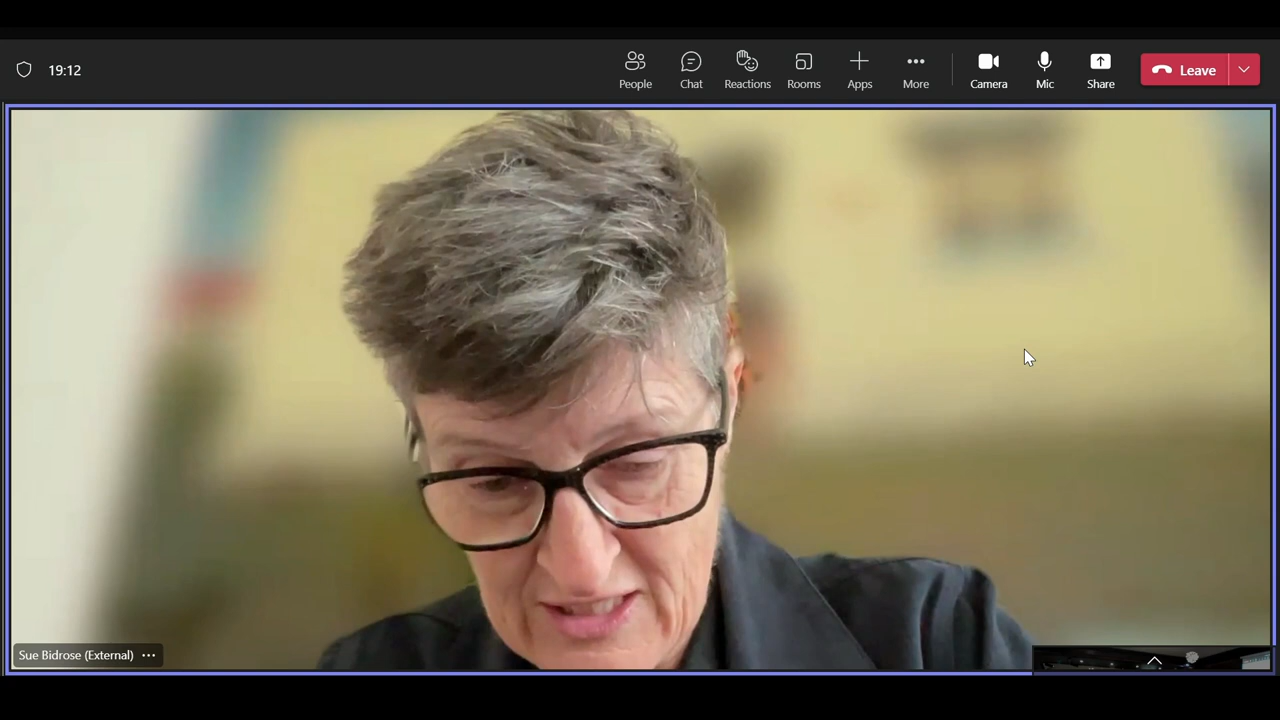 19:12
People
Chat
Reactions
Rooms
Apps
More
Camera
Mic
Share
Leave
Sue Bidrose (External)